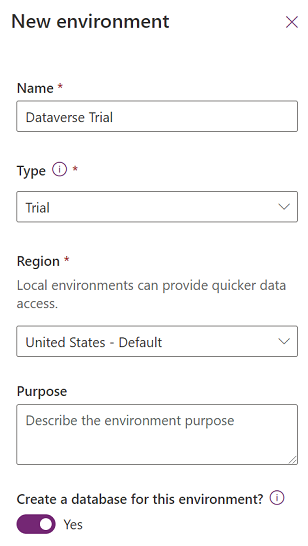 New environment
Name *
Dataverse Trial
Type *
Trial
Region *
Local environments can provide quicker data
access.
United States - Default
Purpose
Describe the environment purpose
Create a database for this environment?
Yes